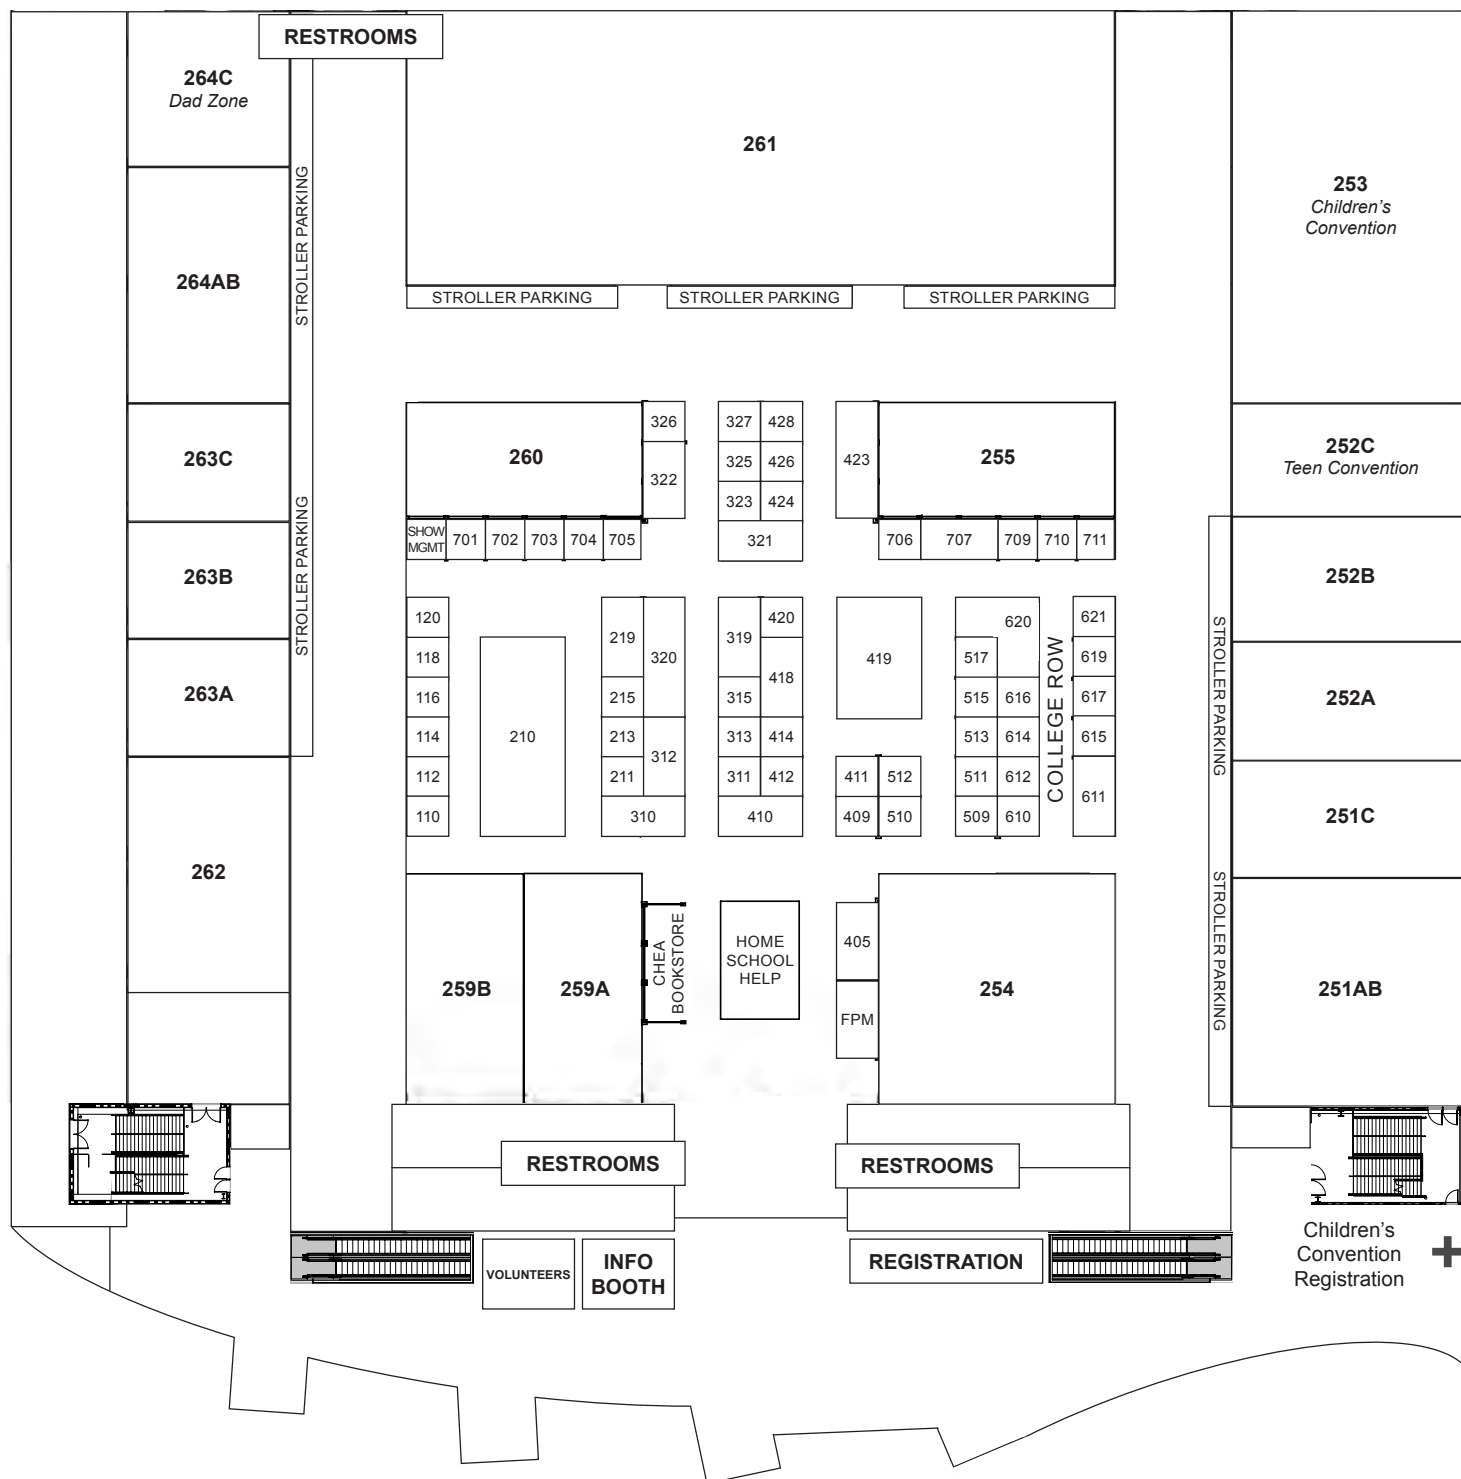 RESTROOMS
264C
Dad Zone
261
253
Children's
Convention
STROLLER PARKING
264AB
STROLLER PARKING
STROLLER PARKING
STROLLER PARKING
263C
260
326
322
327
428
325
426
323
424
321
423
255
252C
Teen Convention
SHOW
MGMT
701
702
703
704
705
706
707
709
710
711
STROLLER PARKING
263B
252B
120
118
116
114
112
110
210
219
320
215
213
312
211
310
319
420
418
315
313
414
311
412
410
419
411
512
409
510
620
517
515
616
513
614
511
612
509
610
COLLEGE ROW
621
619
617
615
611
STROLLER PARKING
263A
252A
251C
262
259B
259A
CHEA
BOOKSTORE
HOME
SCHOOL
HELP
405
FPM
254
STROLLER PARKING
251AB
RESTROOMS
RESTROOMS
VOLUNTEERS
INFO
BOOTH
REGISTRATION
Children's
Convention
Registration